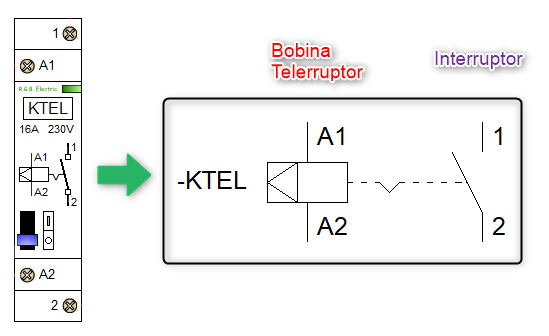 1
A1
R.G.B. Electric
KTEL
16A 230V
A1
1
A2
2
A2
2
Bobina
Telerruptor
Interruptor
A1
1
-KTEL
A2
2